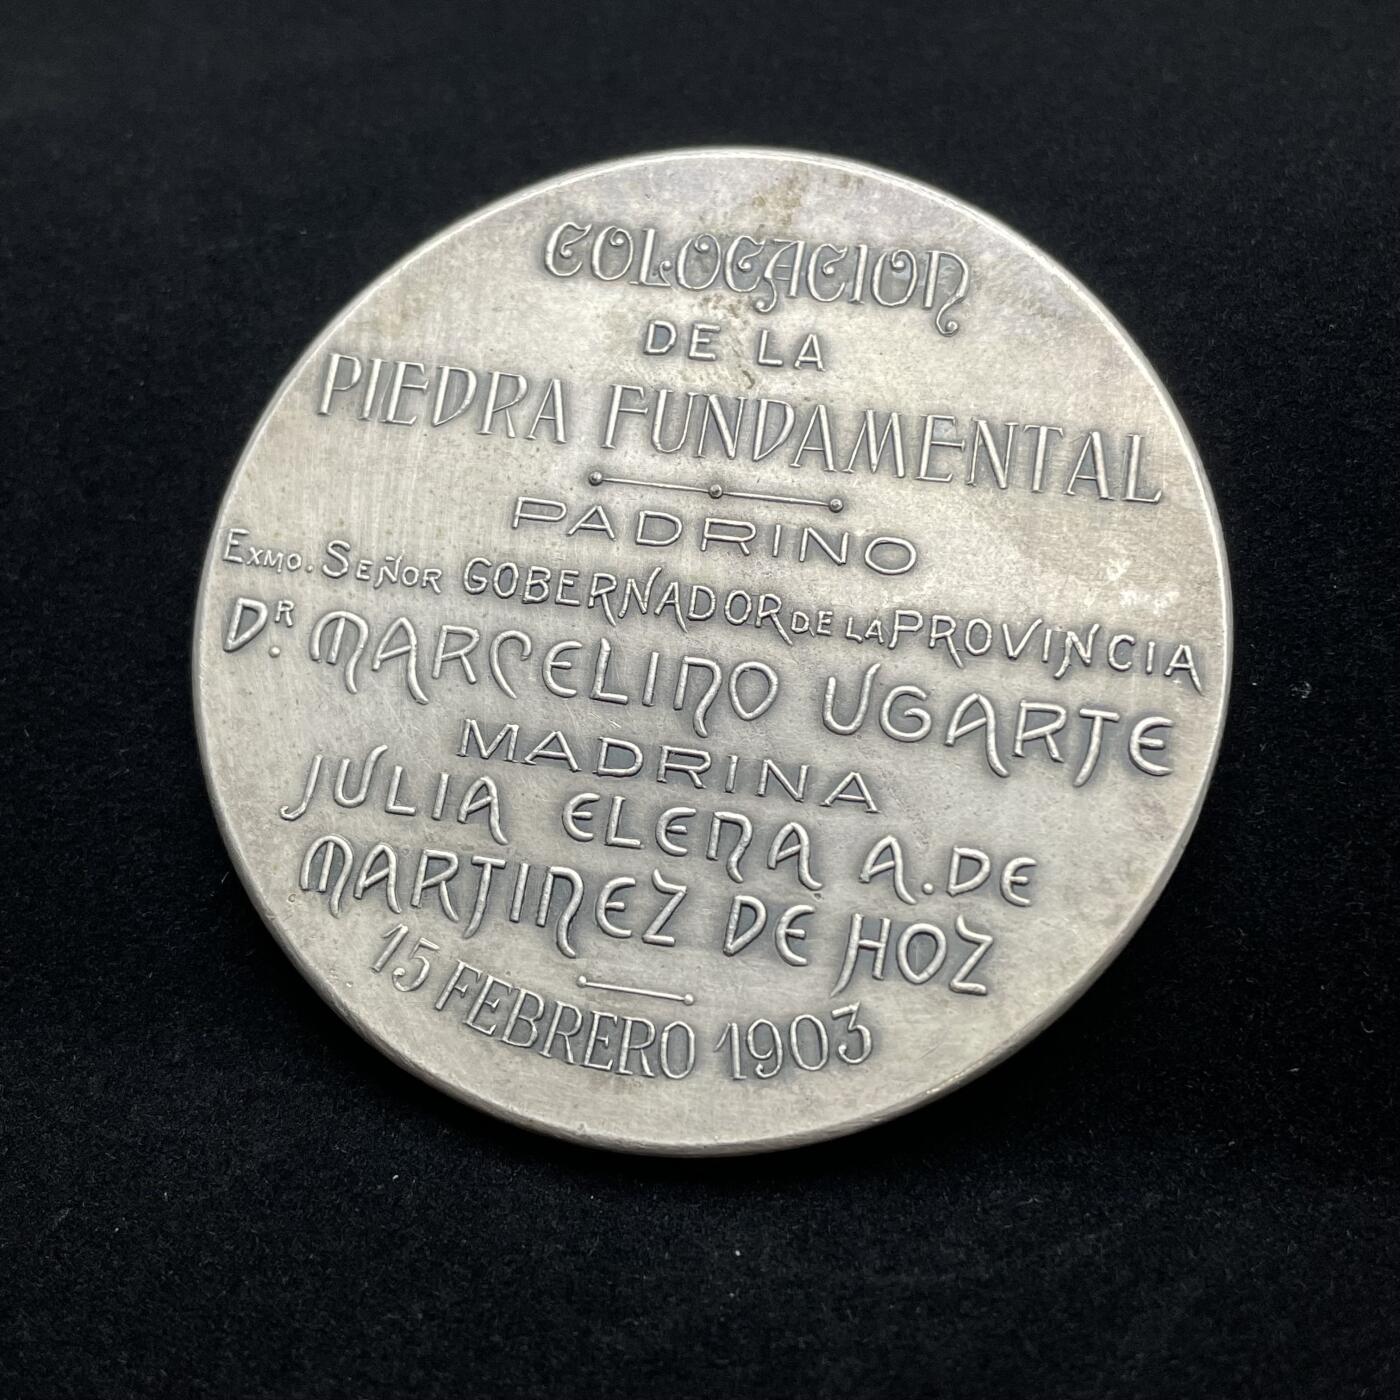 COLOCACION
DE LA
PIEDRA FUNDAMENTAL
PADRINO
EXMO. SEÑOR GOBERNADOR DE LA PROVINCIA
DR. MARCELINO UGARTE
MADRINA
JULIA ELENA A. DE
MARTINEZ DE HOZ
15 FEBRERO 1903